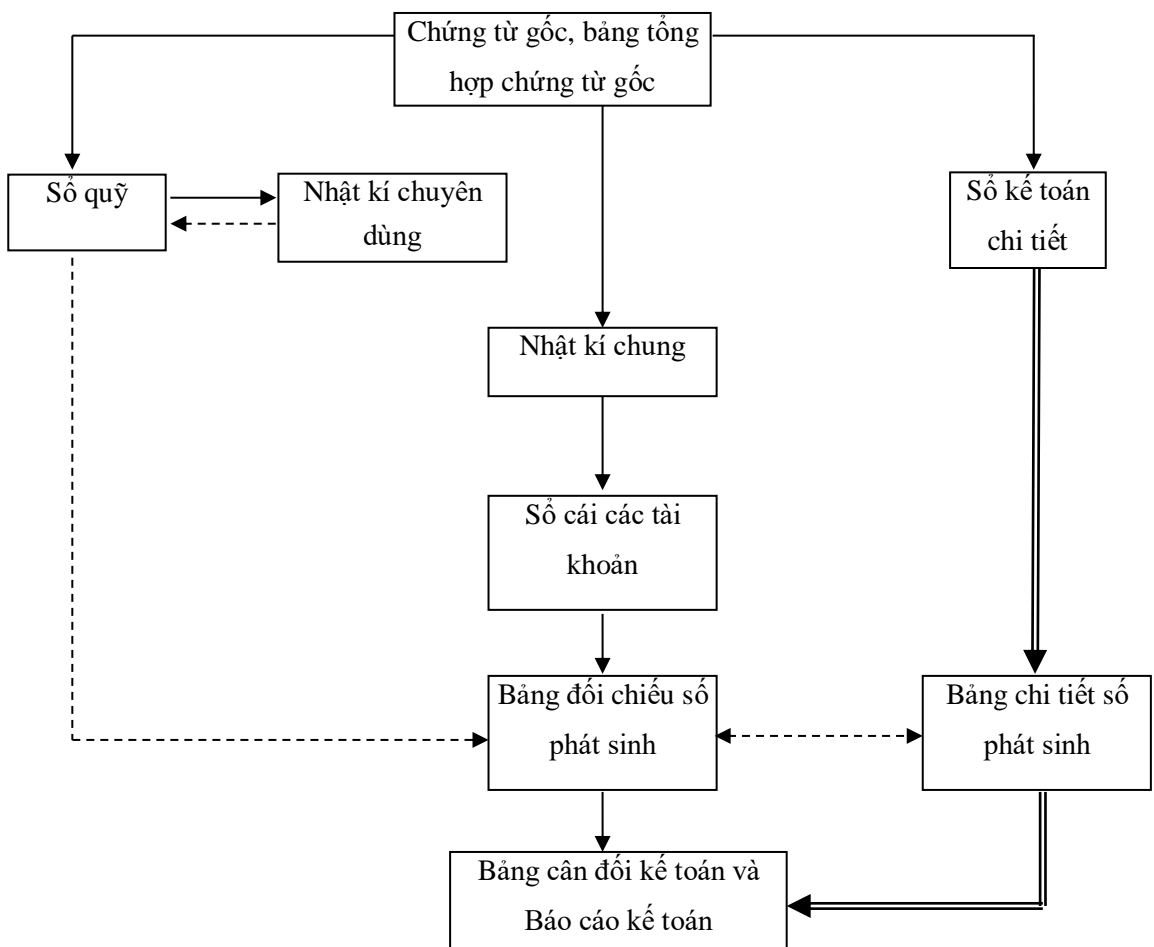 Chứng từ gốc, bảng tổng
hợp chứng từ gốc
Sổ quỹ
Nhật kí chuyên
dùng
Sổ kế toán
chi tiết
Nhật kí chung
Sổ cái các tài
khoản
Bảng đối chiếu số
phát sinh
Bảng chi tiết số
phát sinh
Bảng cân đối kế toán và
Báo cáo kế toán